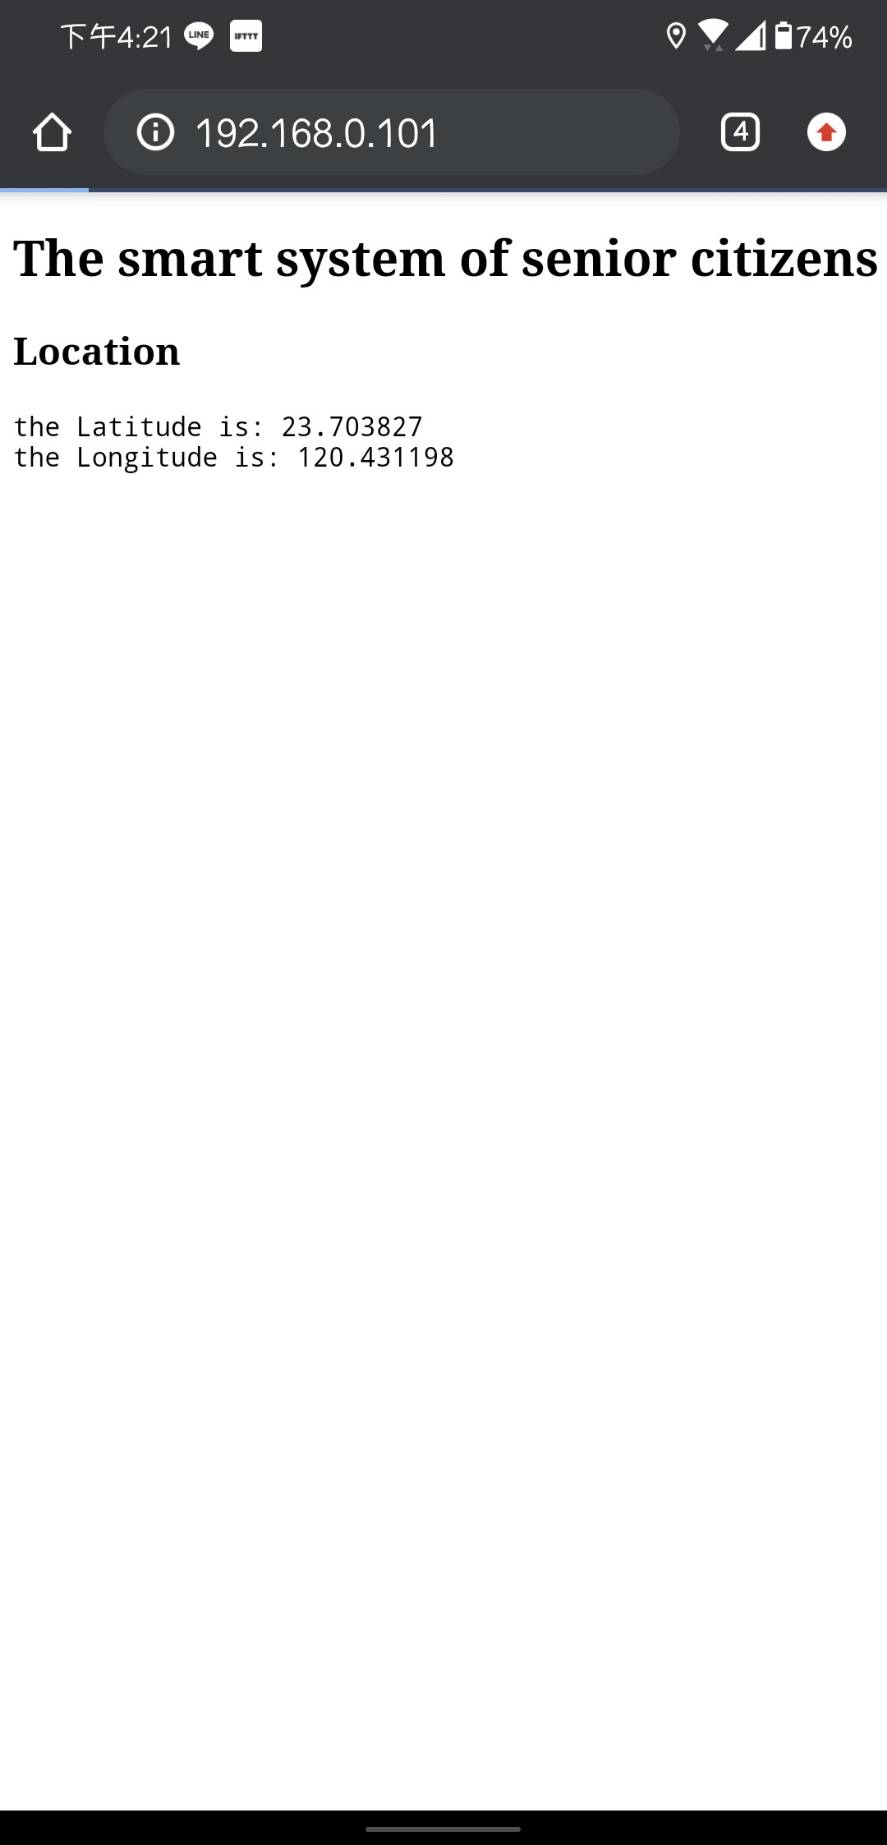 下午4:21 LINE IFTTT 74%
192.168.0.101 4
The smart system of senior citizens
Location
the Latitude is: 23.703827
the Longitude is: 120.431198